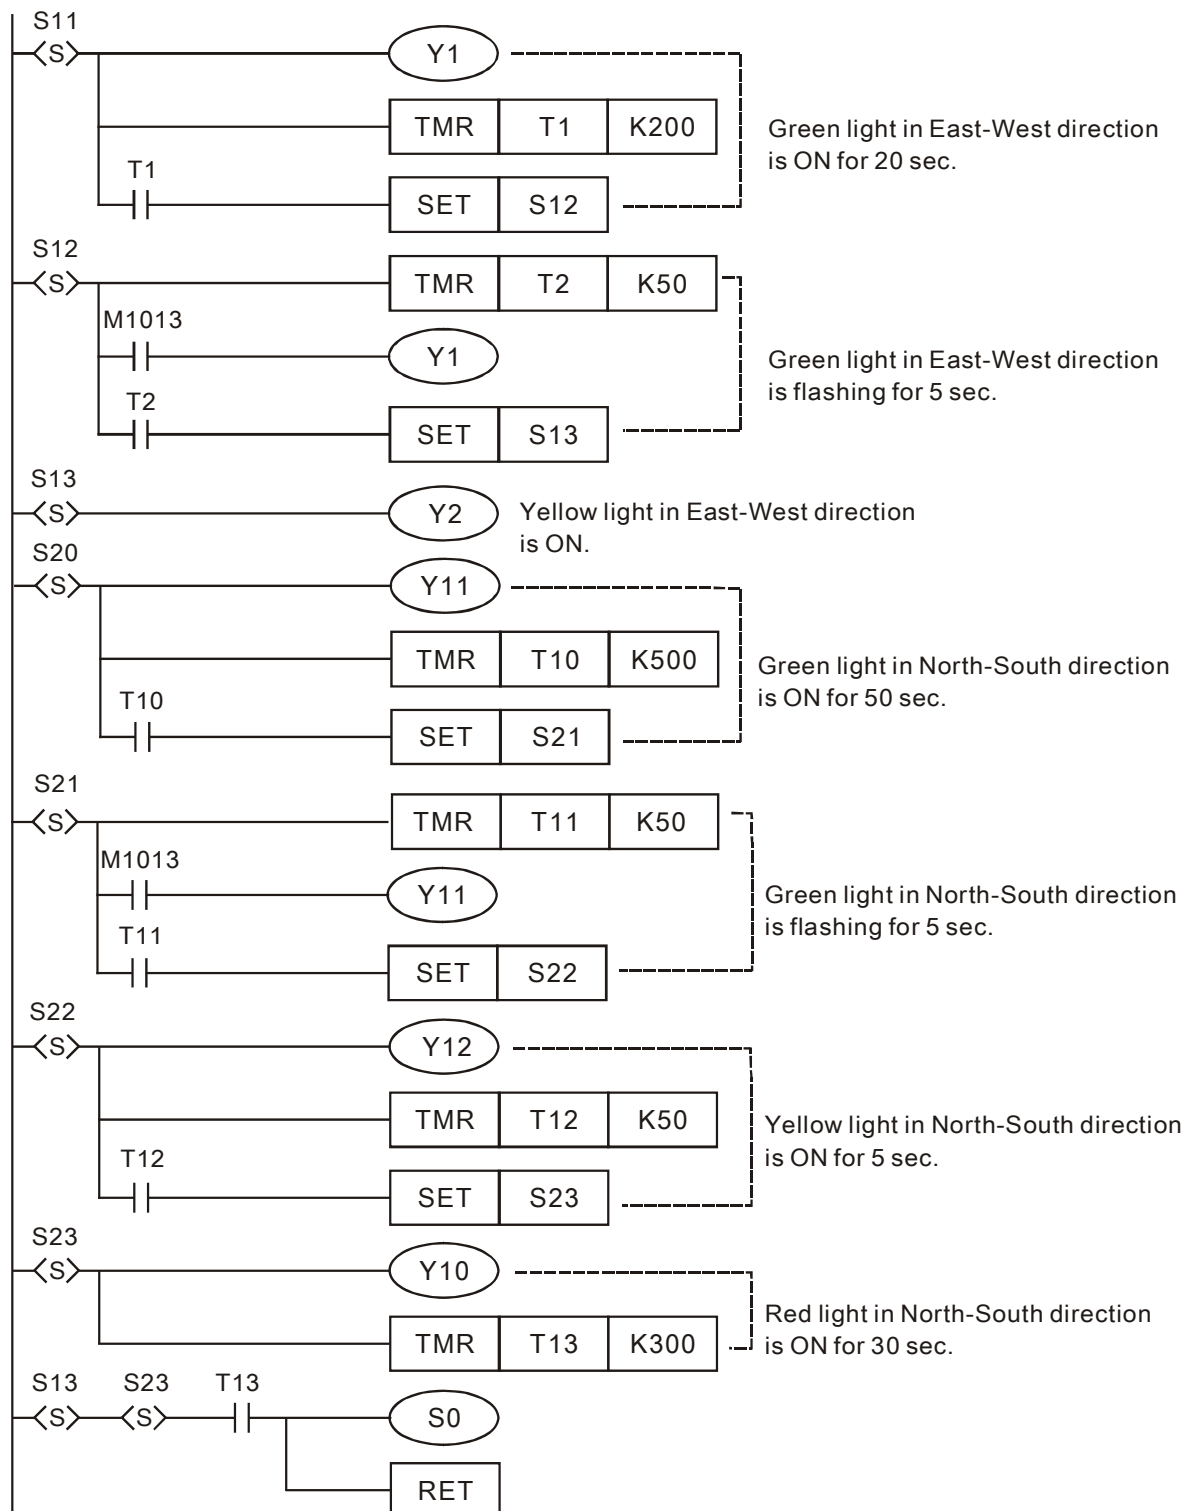 S11
S Y1
TMR T1 K200
Green light in East-West direction
is ON for 20 sec.
T1
SET S12
S12
S TMR T2 K50
M1013
Y1
Green light in East-West direction
is flashing for 5 sec.
T2
SET S13
S13
S Y2 Yellow light in East-West direction
is ON.
S20
S Y11
TMR T10 K500
Green light in North-South direction
is ON for 50 sec.
T10
SET S21
S21
S TMR T11 K50
M1013
Y11
Green light in North-South direction
is flashing for 5 sec.
T11
SET S22
S22
S Y12
TMR T12 K50
Yellow light in North-South direction
is ON for 5 sec.
T12
SET S23
S23
S Y10
Red light in North-South direction
is ON for 30 sec.
TMR T13 K300
S13 S23 T13
S S S0
RET